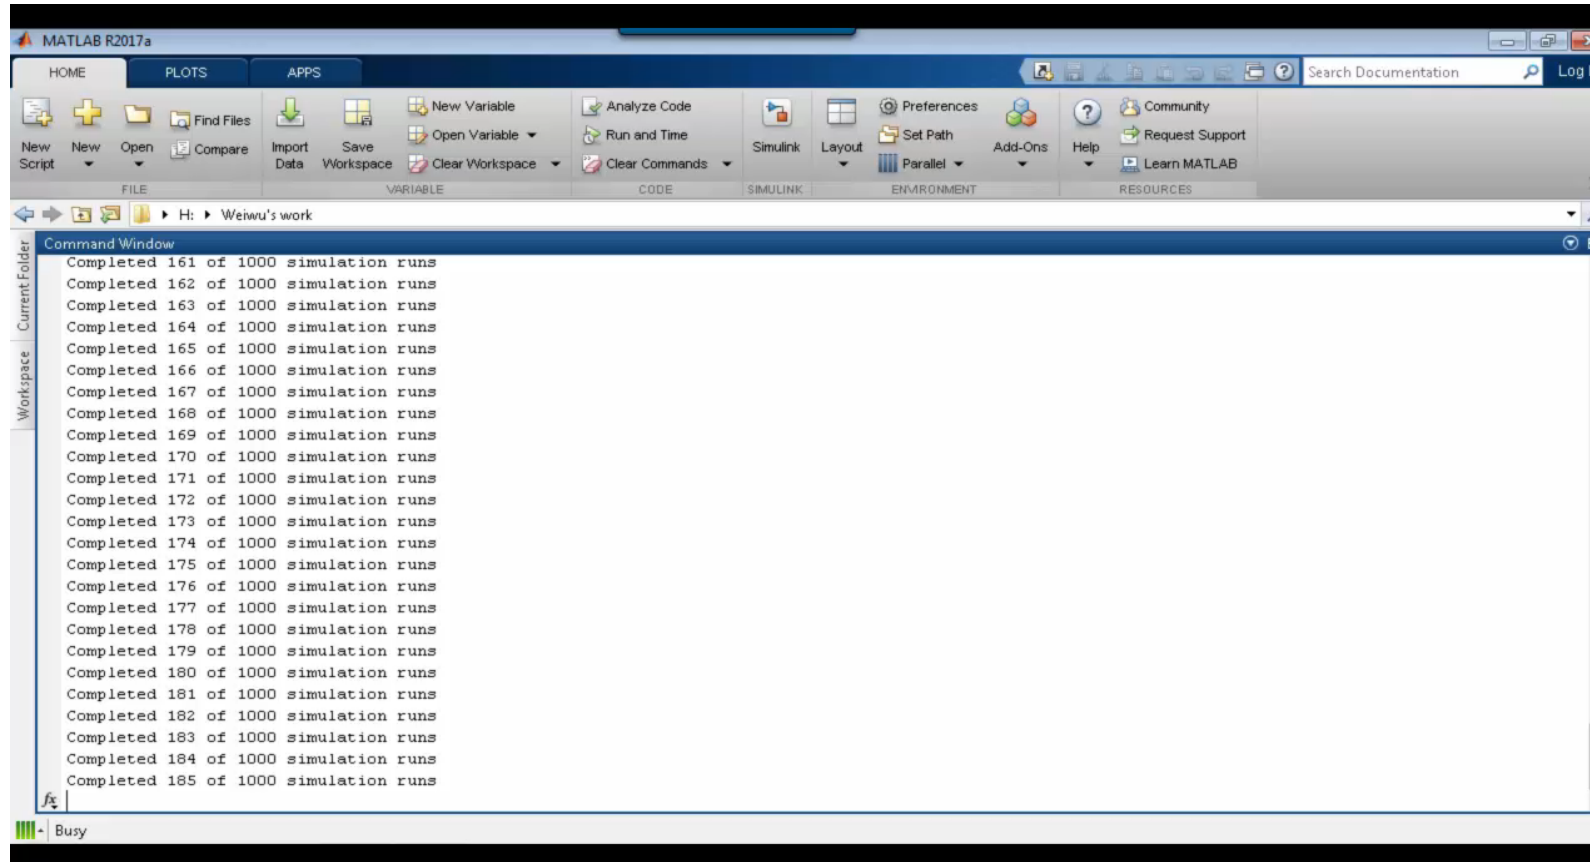 MATLAB R2017a
HOME PLOTS APPS
Search Documentation
Log
New Script
New
Open
Find Files
Compare
Import Data
Save Workspace
New Variable
Open Variable
Clear Workspace
Analyze Code
Run and Time
Clear Commands
Simulink
Layout
Preferences
Set Path
Parallel
Add-Ons
Help
Community
Request Support
Learn MATLAB
FILE VARIABLE CODE SIMULINK ENVIRONMENT RESOURCES
H: Weiwu's work
Current Folder
Workspace
Command Window
Completed 161 of 1000 simulation runs
Completed 162 of 1000 simulation runs
Completed 163 of 1000 simulation runs
Completed 164 of 1000 simulation runs
Completed 165 of 1000 simulation runs
Completed 166 of 1000 simulation runs
Completed 167 of 1000 simulation runs
Completed 168 of 1000 simulation runs
Completed 169 of 1000 simulation runs
Completed 170 of 1000 simulation runs
Completed 171 of 1000 simulation runs
Completed 172 of 1000 simulation runs
Completed 173 of 1000 simulation runs
Completed 174 of 1000 simulation runs
Completed 175 of 1000 simulation runs
Completed 176 of 1000 simulation runs
Completed 177 of 1000 simulation runs
Completed 178 of 1000 simulation runs
Completed 179 of 1000 simulation runs
Completed 180 of 1000 simulation runs
Completed 181 of 1000 simulation runs
Completed 182 of 1000 simulation runs
Completed 183 of 1000 simulation runs
Completed 184 of 1000 simulation runs
Completed 185 of 1000 simulation runs
fx
Busy